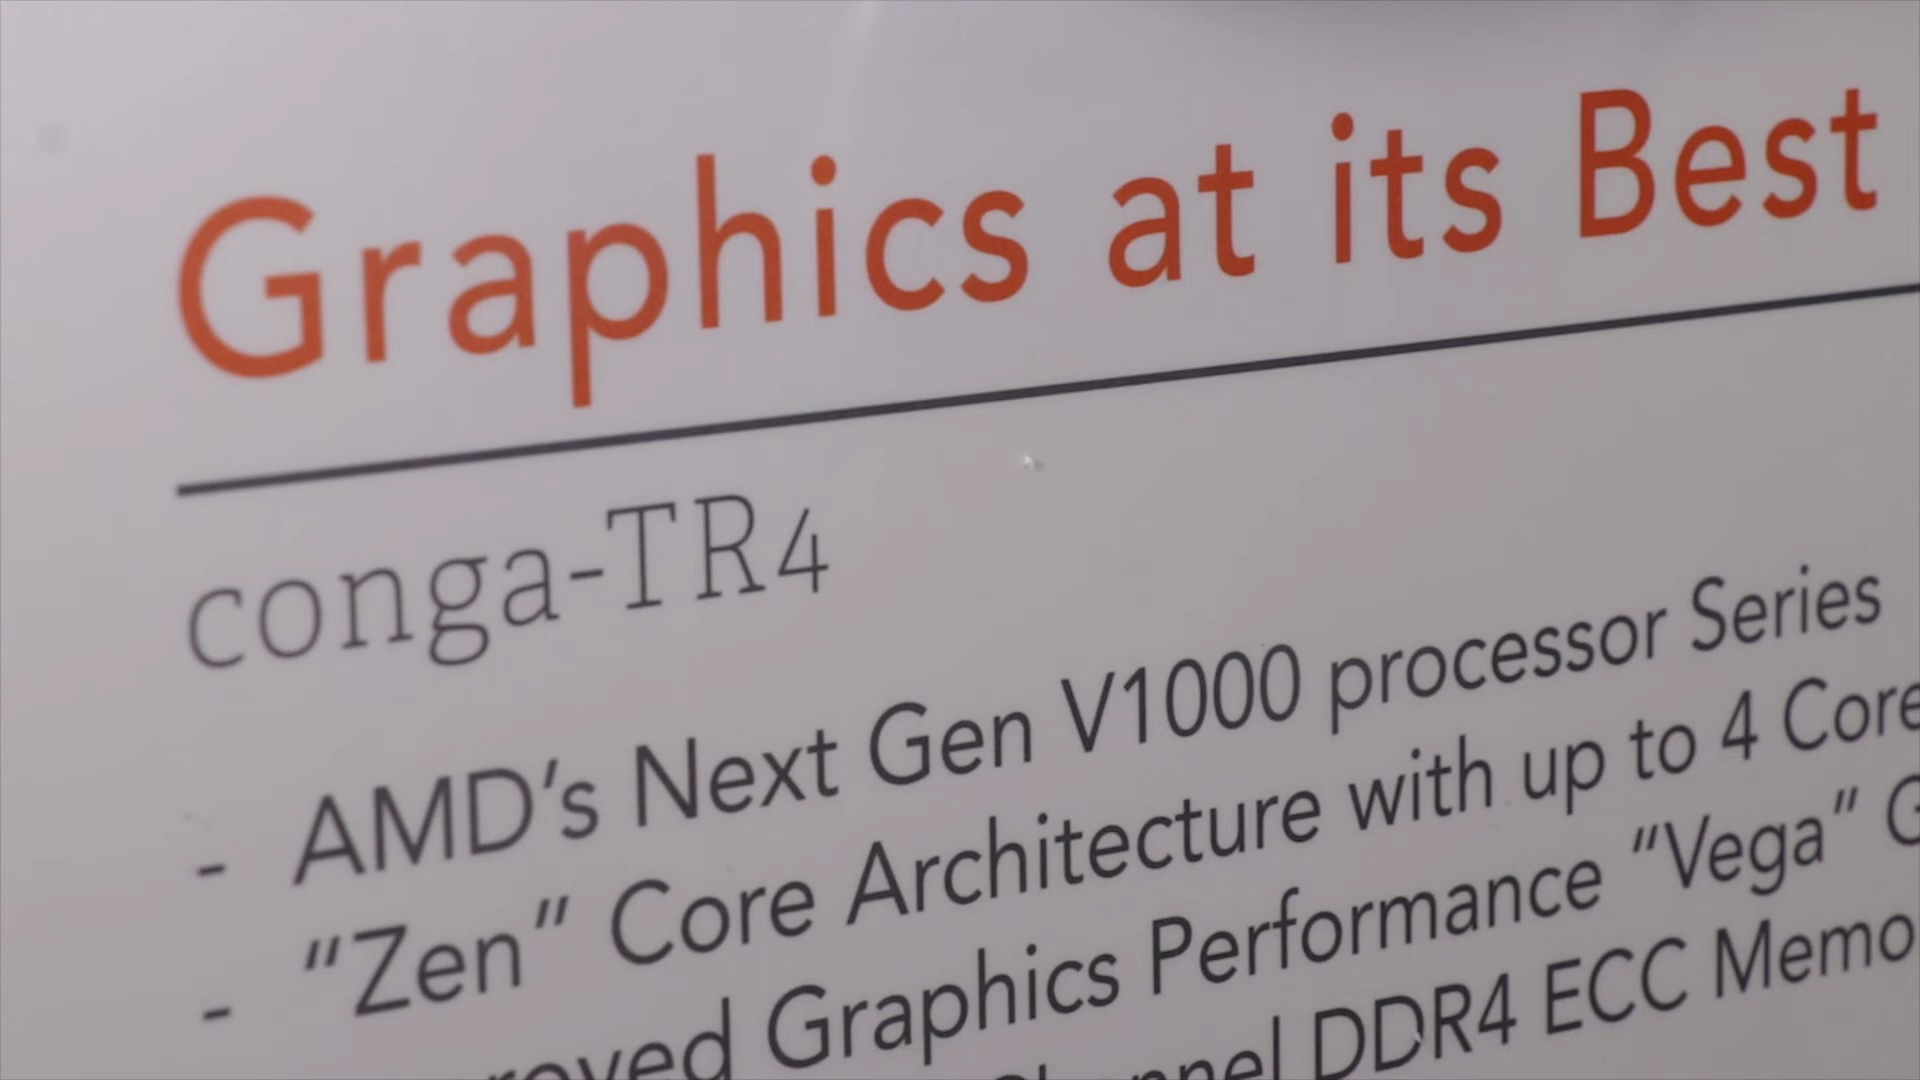 Graphics at its Best
conga-TR4
- AMD's Next Gen V1000 processor Series
- "Zen" Core Architecture with up to 4 Core
Graphics Performance "Vega"
DDR4 ECC